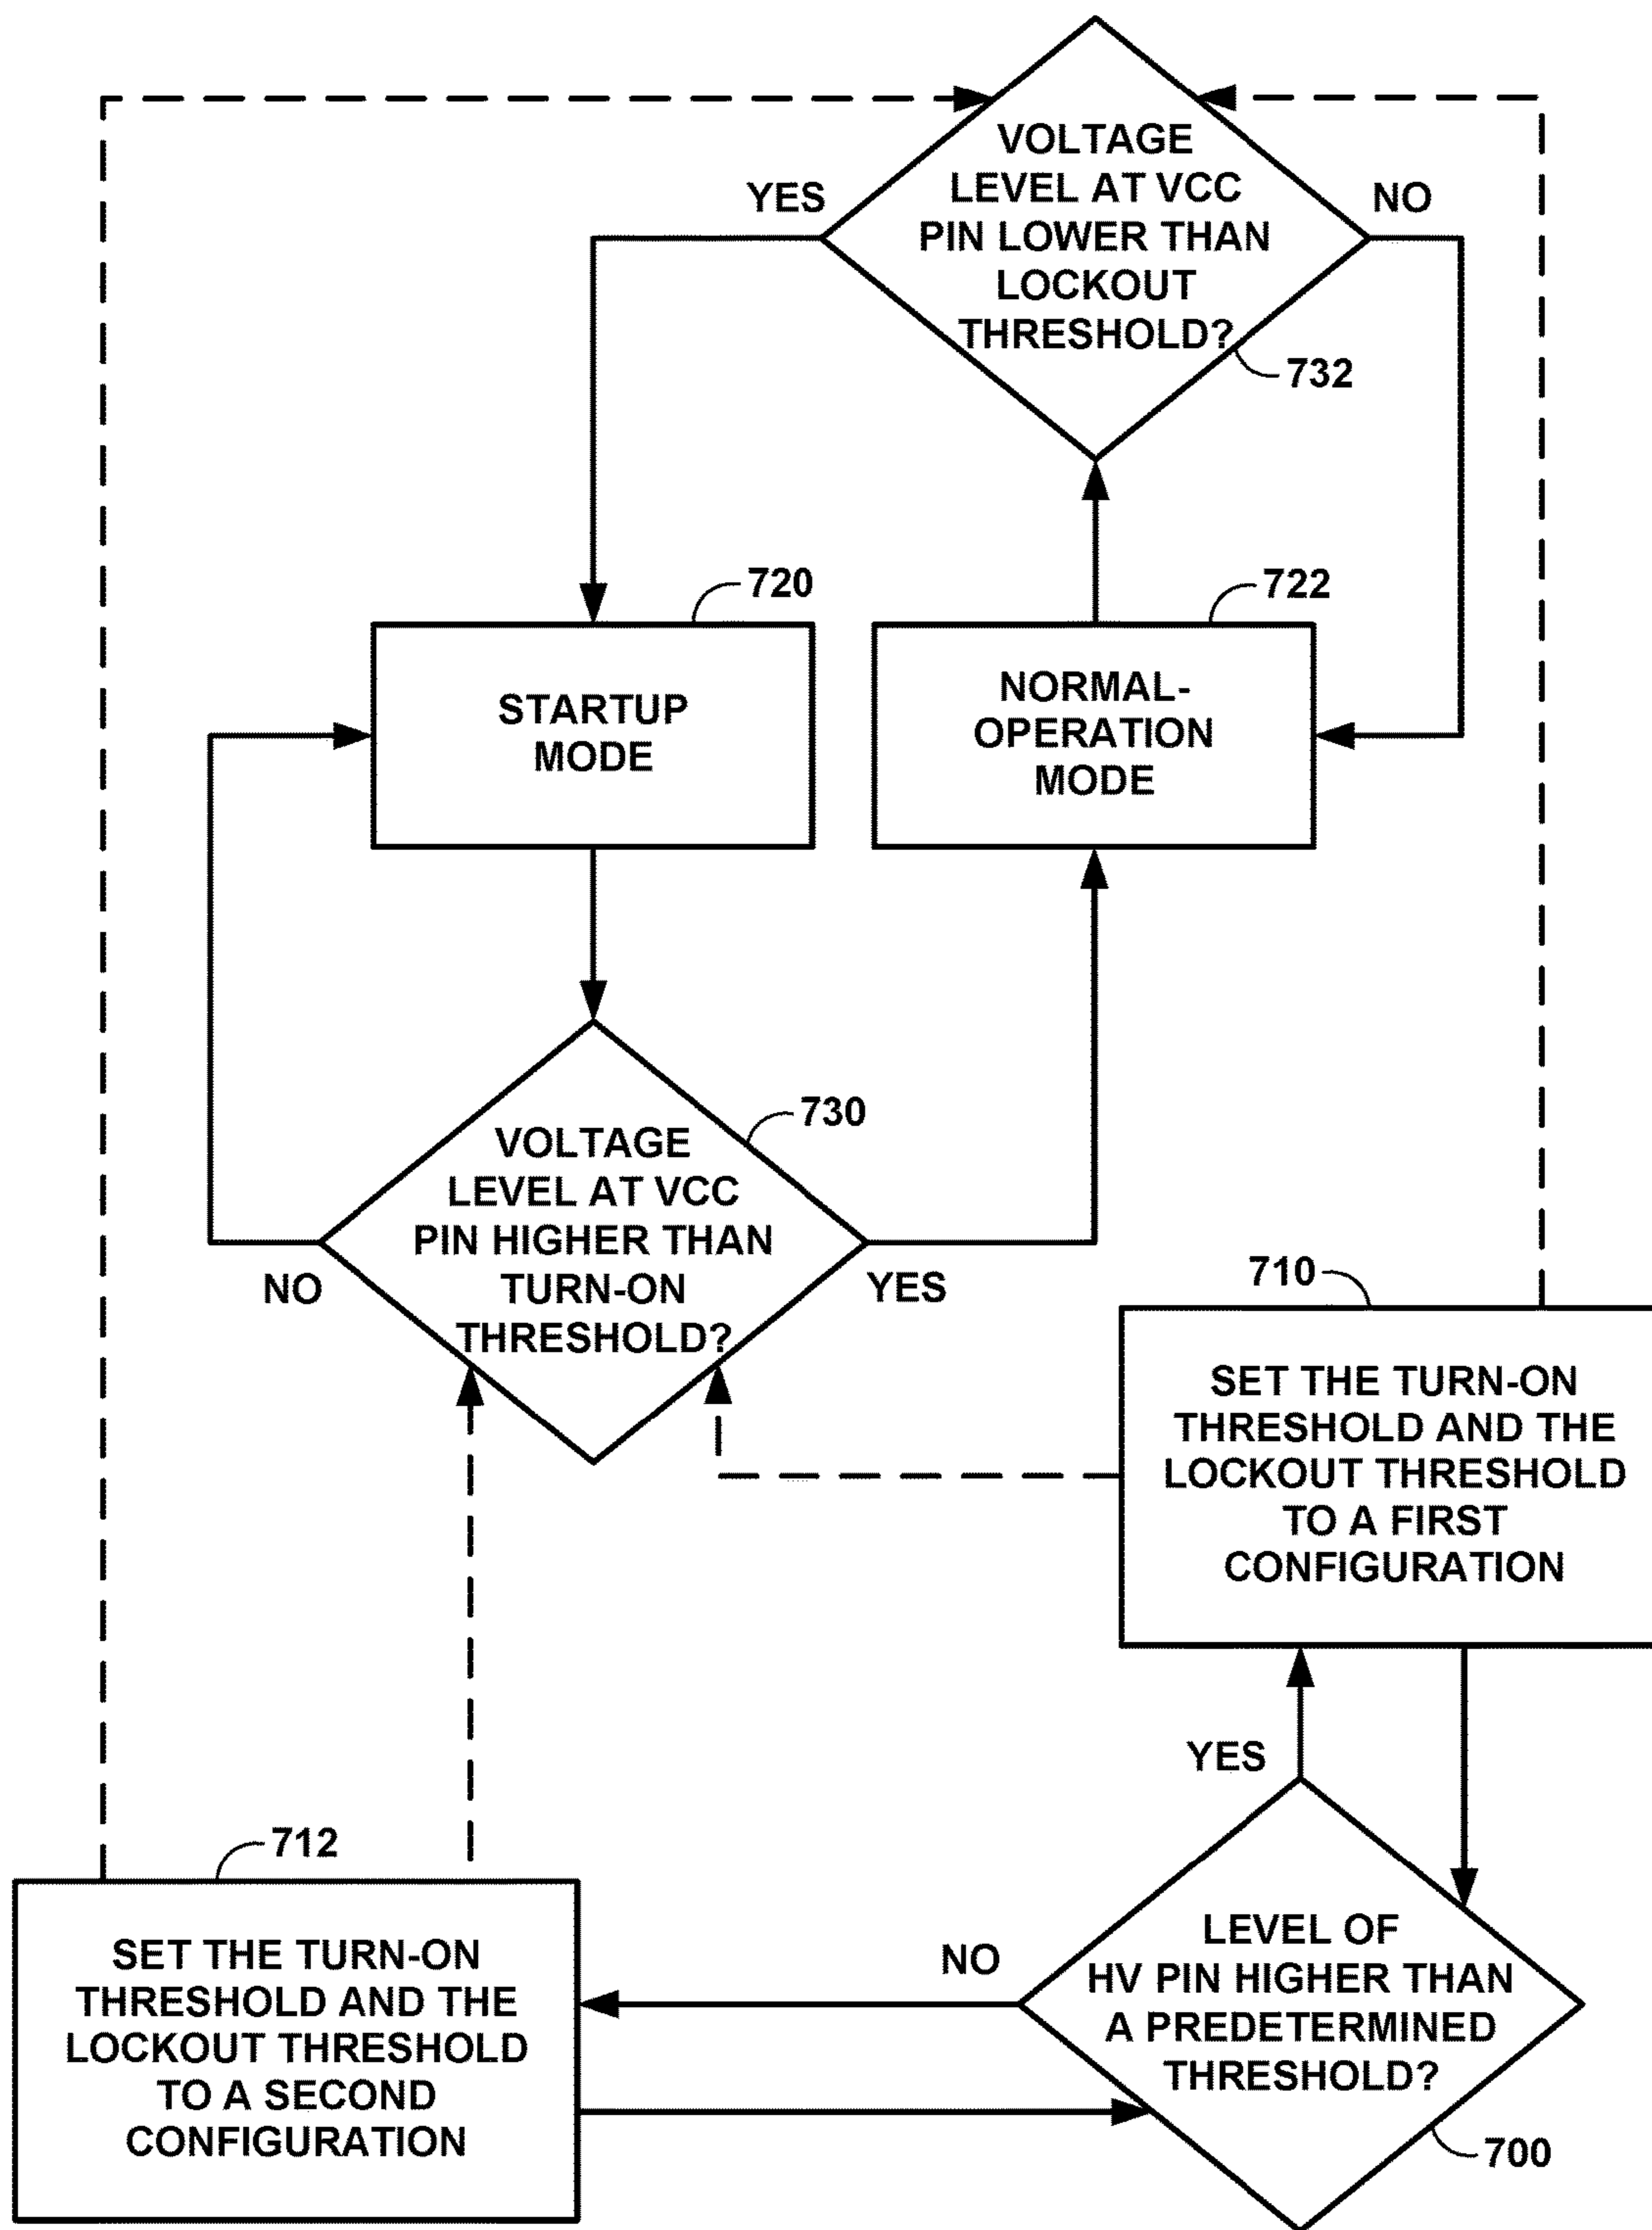 VOLTAGE
LEVEL AT VCC
PIN LOWER THAN
LOCKOUT
THRESHOLD?
YES
NO
732
720
STARTUP
MODE
722
NORMAL-
OPERATION
MODE
730
VOLTAGE
LEVEL AT VCC
PIN HIGHER THAN
TURN-ON
THRESHOLD?
NO
YES
710
SET THE TURN-ON
THRESHOLD AND THE
LOCKOUT THRESHOLD
TO A FIRST
CONFIGURATION
YES
712
SET THE TURN-ON
THRESHOLD AND THE
LOCKOUT THRESHOLD
TO A SECOND
CONFIGURATION
NO
LEVEL OF
HV PIN HIGHER THAN
A PREDETERMINED
THRESHOLD?
700